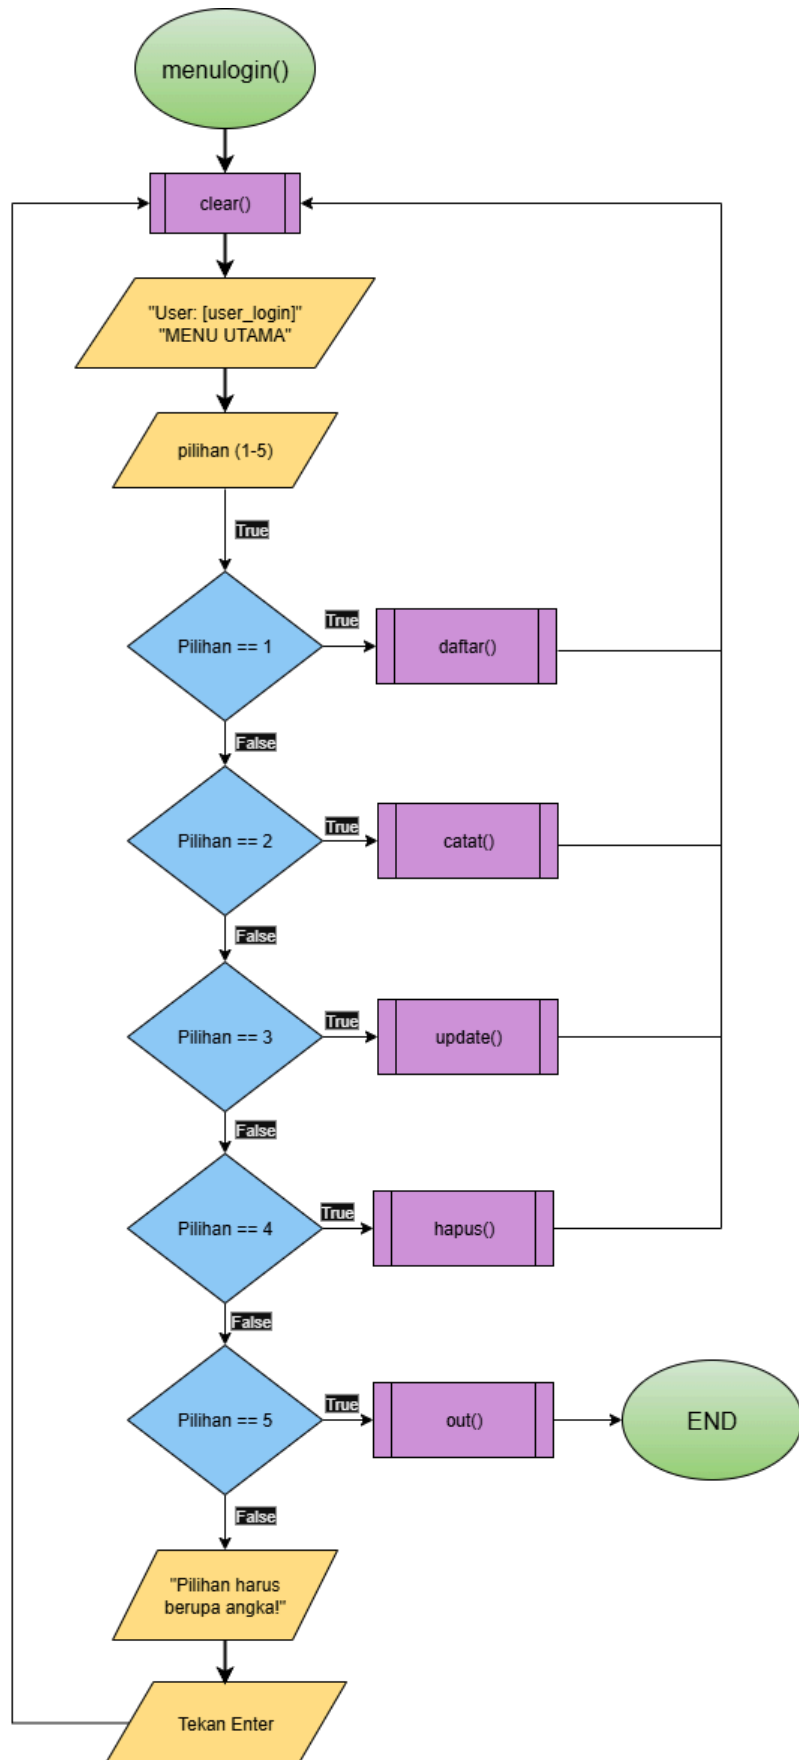 menulogin()
clear()
"User: [user_login]"
"MENU UTAMA"
pilihan (1-5)
True
Pilihan == 1
True
daftar()
False
Pilihan == 2
True
catat()
False
Pilihan == 3
True
update()
False
Pilihan == 4
True
hapus()
False
Pilihan == 5
True
out()
END
False
"Pilihan harus
berupa angka!"
Tekan Enter